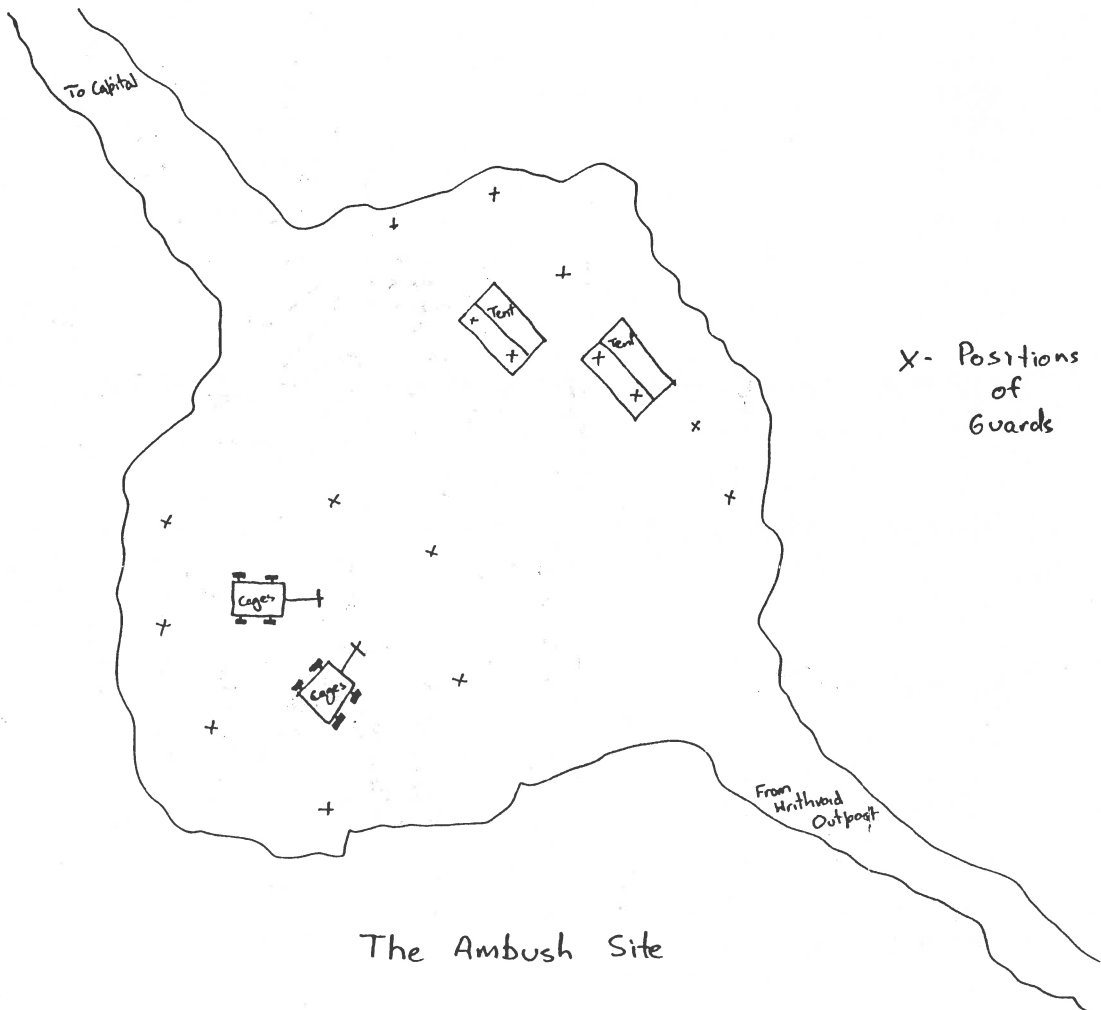 To Capital
Tent
Tent
X- Positions
of
Guards
Cages
Cages
From
Writhvoid
Outpost
The Ambush Site